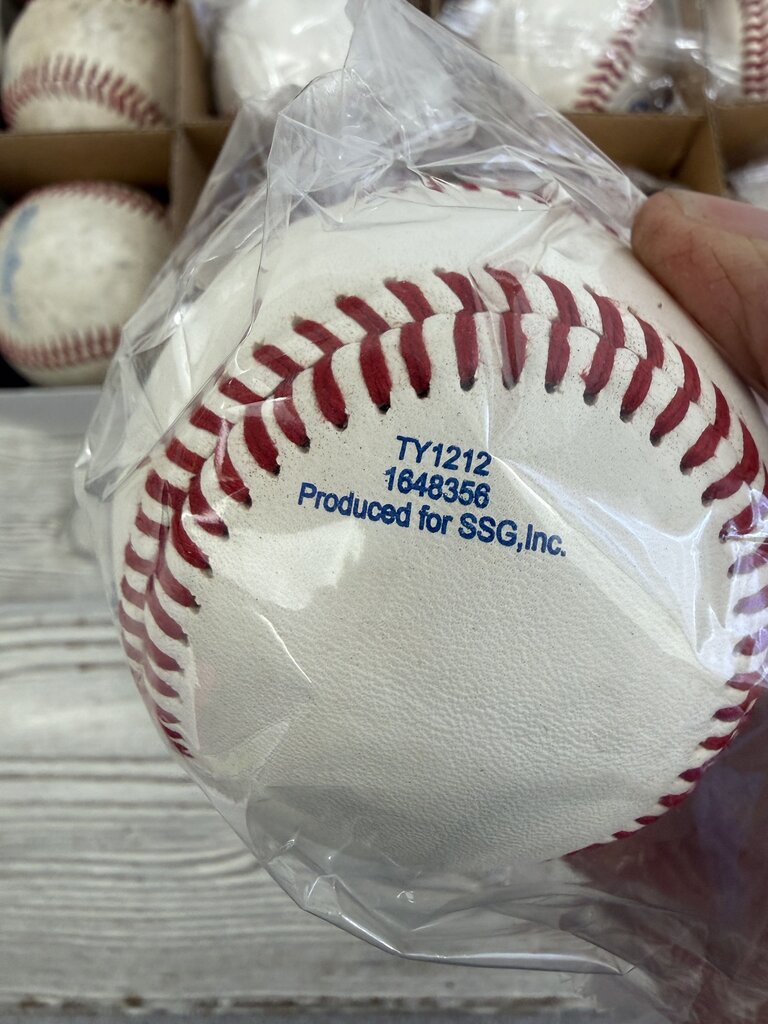 TY1212
1648356
Produced for SSG,Inc.